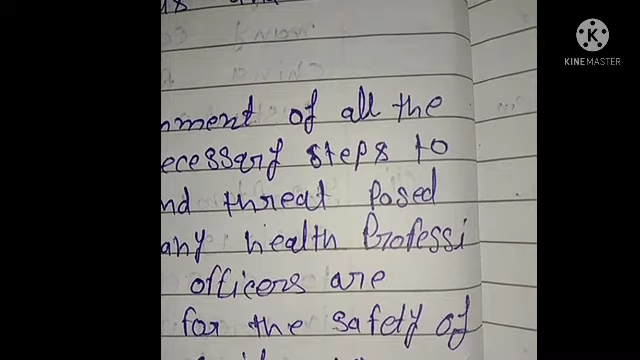 KINEMASTER
nment of all the
ecessary steps to
nd threat posed
any health Professi
officers are
for the safety of